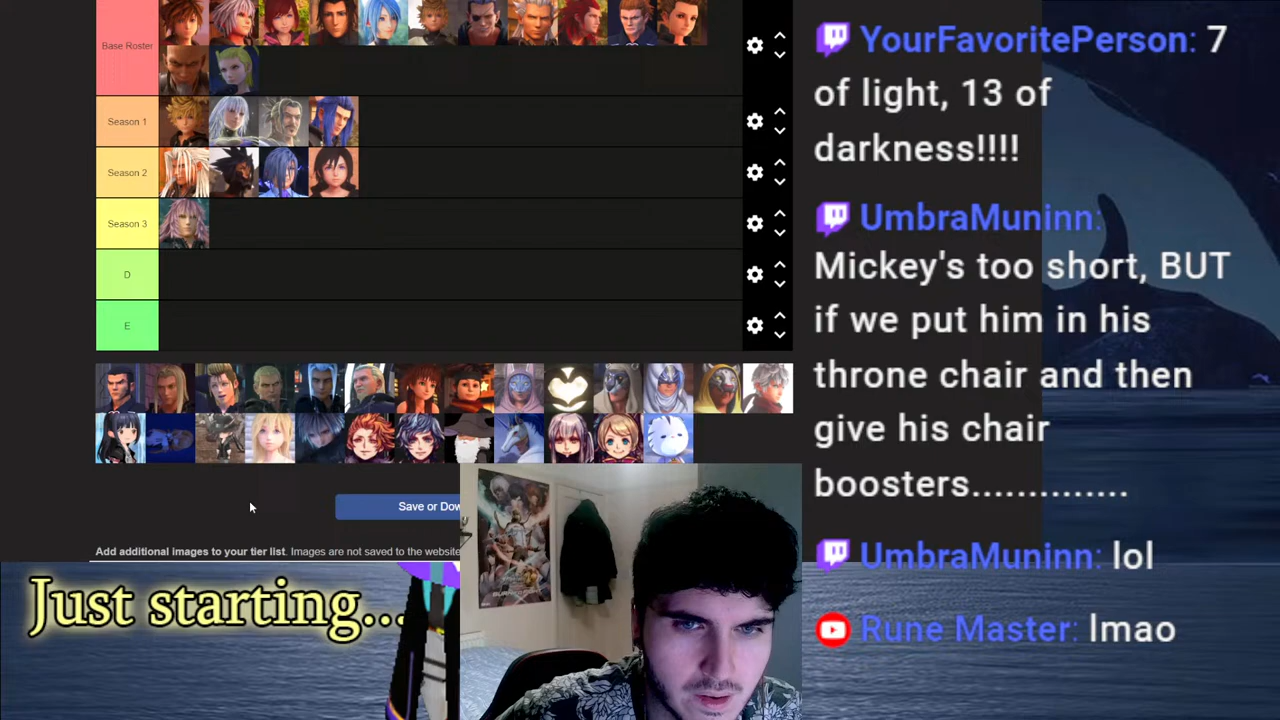 Base Roster
Season 1
Season 2
Season 3
D
E
Save or Dow
Add additional images to your tier list. Images are not saved to the website
Just starting...
YourFavoritePerson: 7
of light, 13 of
darkness!!!!
UmbraMuninn:
Mickey's too short, BUT
if we put him in his
throne chair and then
give his chair
boosters..............
UmbraMuninn: lol
Rune Master: lmao